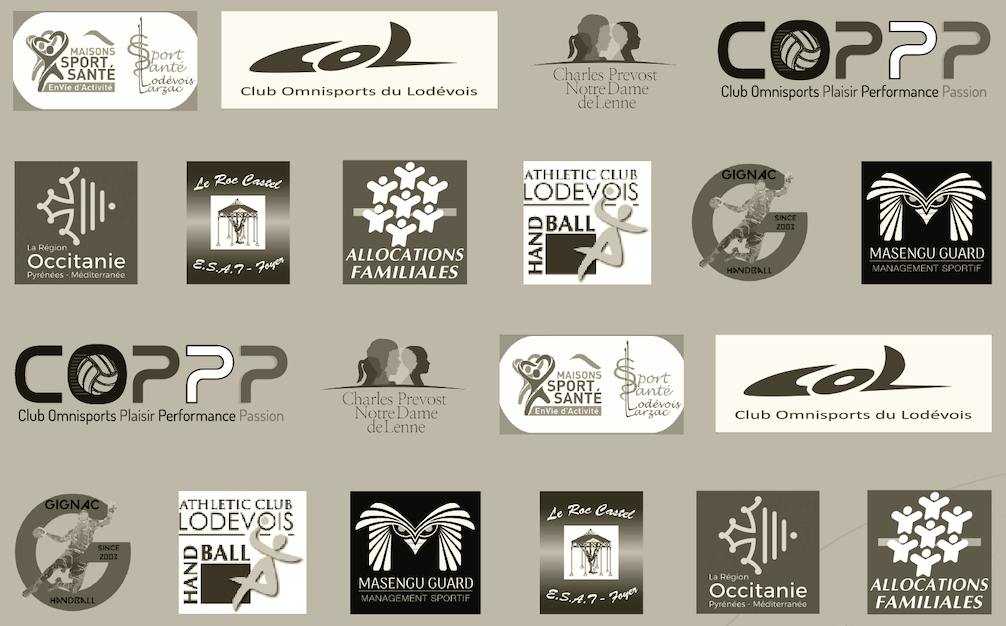 MAISONS
SPORT
SANTÉ
EnVie d'Activité
Sport
Santé
Lodévois
Larzac
COL
Club Omnisports du Lodévois
Charles Prevost
Notre Dame
de Lenne
COPPP
Club Omnisports Plaisir Performance Passion
La Région
Occitanie
Pyrénées - Méditerranée
Le Roc Castel
E.S.A.T - Foyer
ALLOCATIONS
FAMILIALES
ATHLETIC CLUB
LODEVOIS
HAND
BALL
GIGNAC
SINCE
2003
HANDBALL
MASENGU GUARD
MANAGEMENT SPORTIF
COPPP
Club Omnisports Plaisir Performance Passion
Charles Prevost
Notre Dame
de Lenne
MAISONS
SPORT
SANTÉ
EnVie d'Activité
Sport
Santé
Lodévois
Larzac
COL
Club Omnisports du Lodévois
GIGNAC
SINCE
2003
HANDBALL
ATHLETIC CLUB
LODEVOIS
HAND
BALL
MASENGU GUARD
MANAGEMENT SPORTIF
Le Roc Castel
E.S.A.T - Foyer
La Région
Occitanie
Pyrénées - Méditerranée
ALLOCATIONS
FAMILIALES